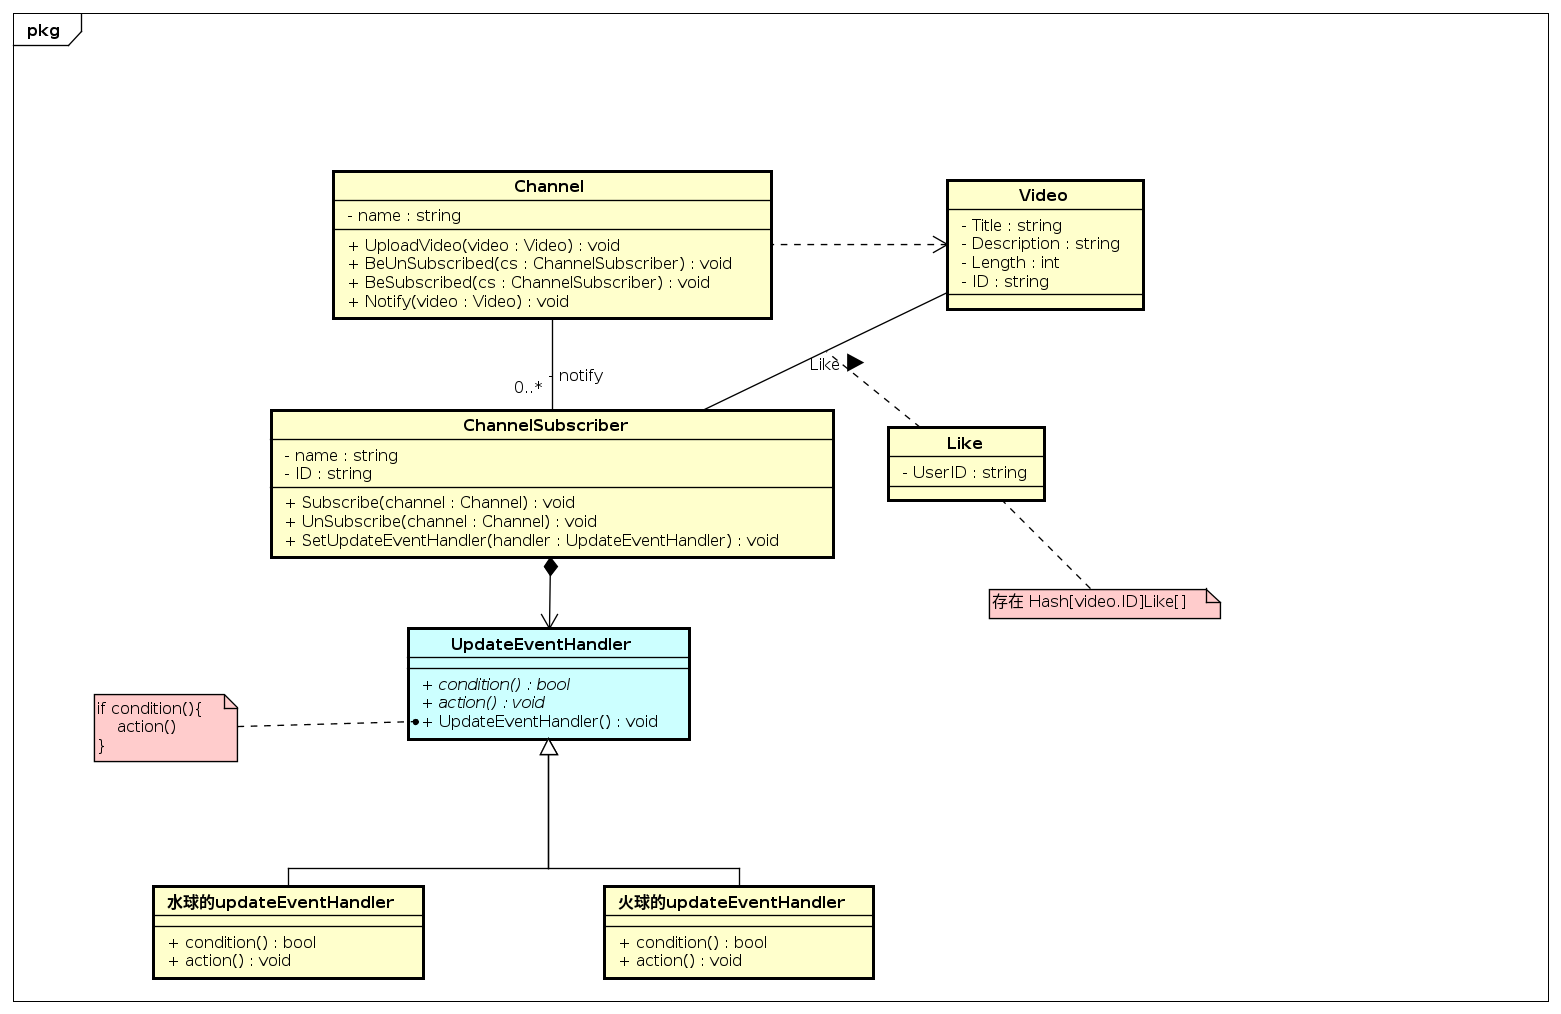 pkg
Channel
- name : string
+ UploadVideo(video : Video) : void
+ BeUnSubscribed(cs : ChannelSubscriber) : void
+ BeSubscribed(cs : ChannelSubscriber) : void
+ Notify(video : Video) : void
Video
- Title : string
- Description : string
- Length : int
- ID : string
- notify
0..*
Like
ChannelSubscriber
- name : string
- ID : string
+ Subscribe(channel : Channel) : void
+ UnSubscribe(channel : Channel) : void
+ SetUpdateEventHandler(handler : UpdateEventHandler) : void
Like
- UserID : string
存在 Hash[video.ID]Like[]
UpdateEventHandler
+ condition() : bool
+ action() : void
+ UpdateEventHandler() : void
if condition(){
action()
}
水球的updateEventHandler
+ condition() : bool
+ action() : void
火球的updateEventHandler
+ condition() : bool
+ action() : void